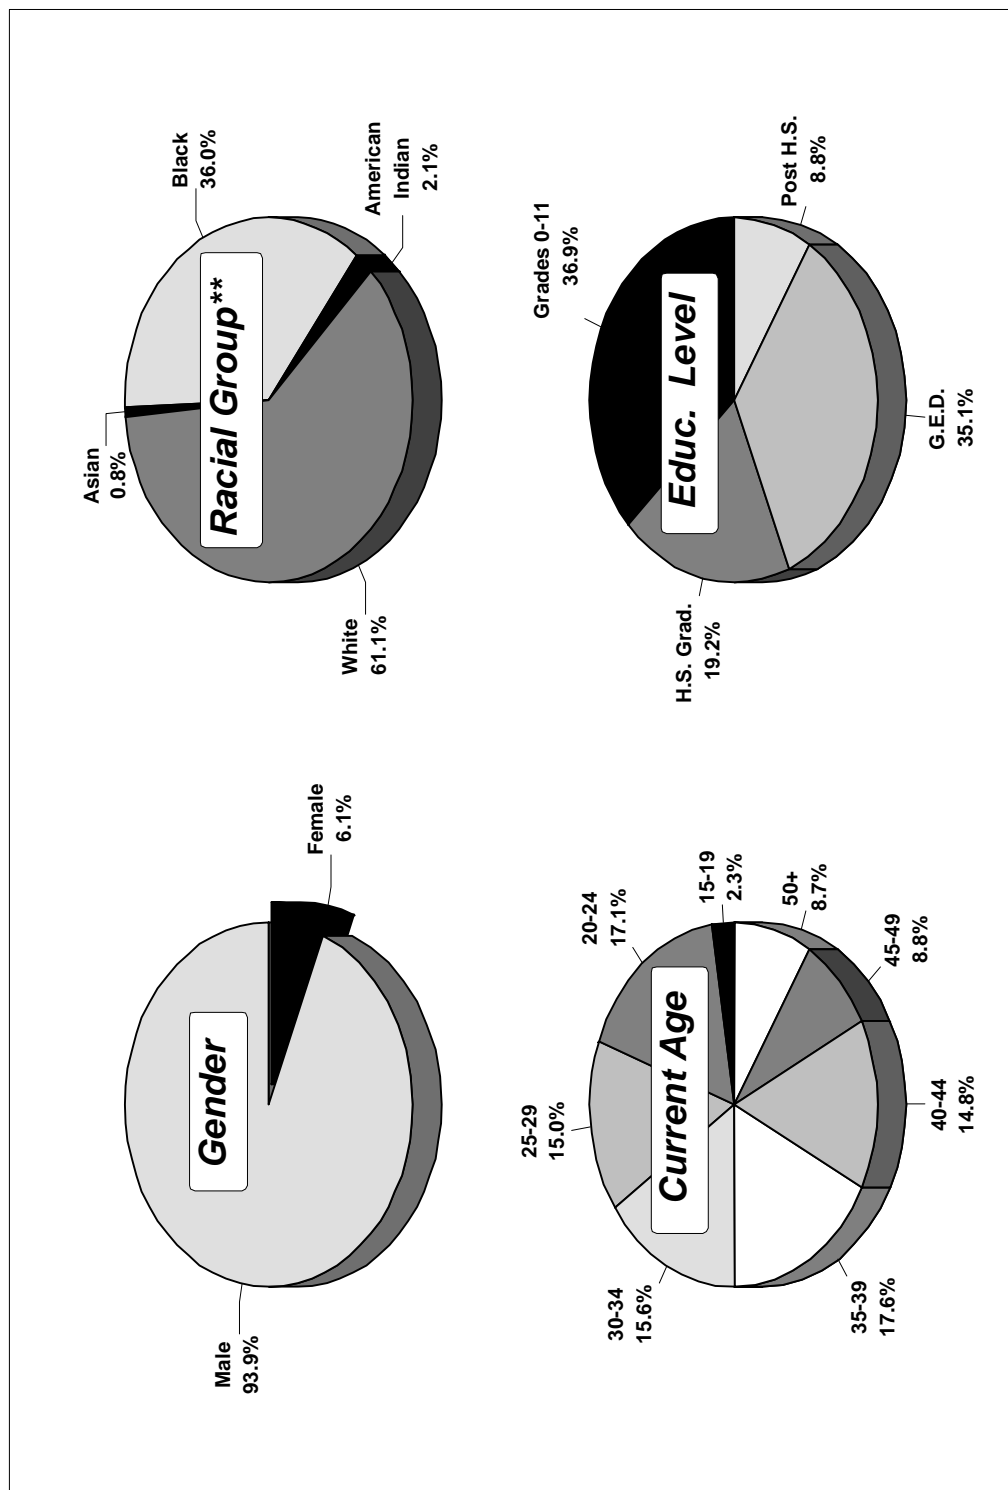 Gender
Male
93.9%
Female
6.1%
Racial Group**
Asian
0.8%
Black
36.0%
American
Indian
2.1%
White
61.1%
Current Age
15-19
2.3%
20-24
17.1%
25-29
15.0%
30-34
15.6%
35-39
17.6%
40-44
14.8%
45-49
8.8%
50+
8.7%
Educ. Level
Grades 0-11
36.9%
H.S. Grad.
19.2%
G.E.D.
35.1%
Post H.S.
8.8%